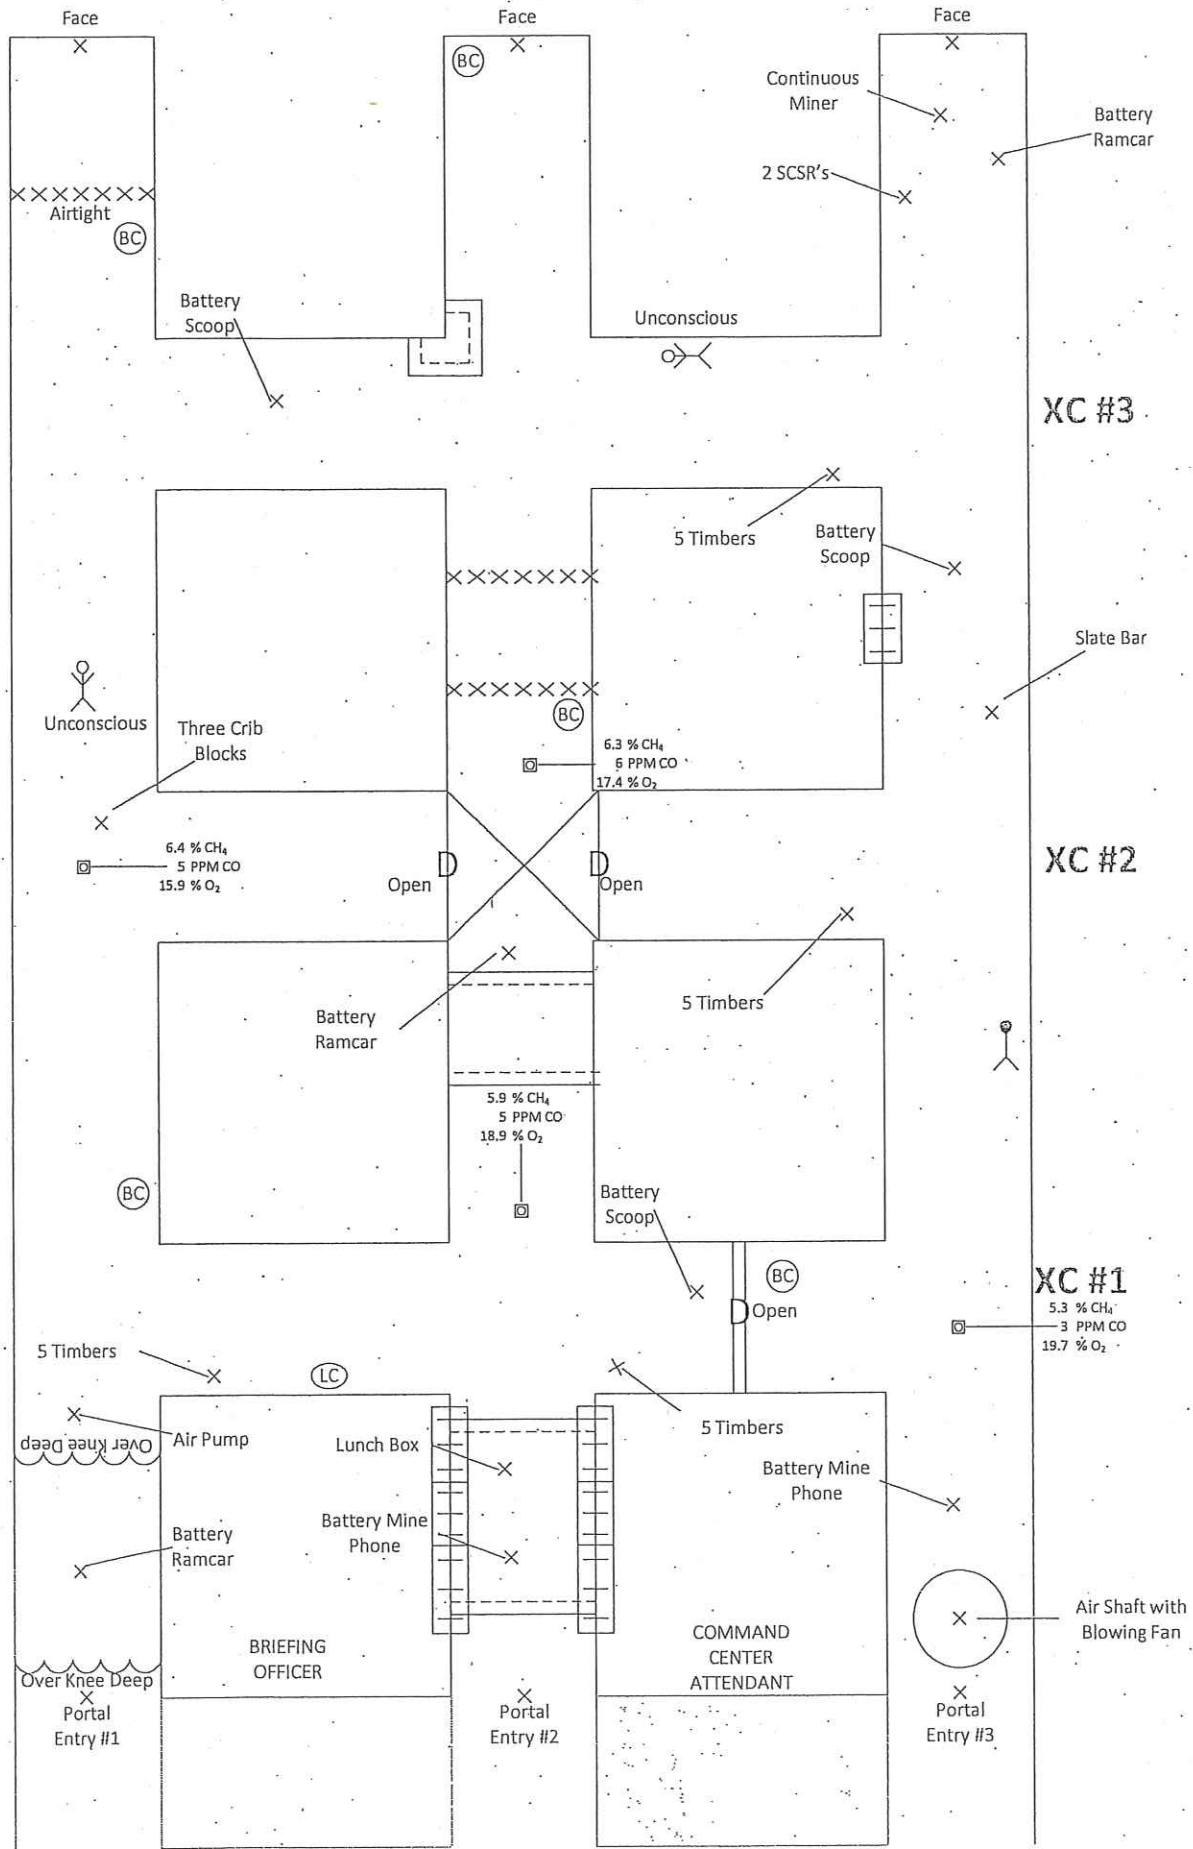 Face
Face
Face
BC
Continuous
Miner
Battery
Ramcar
2 SCSR's
Airtight
BC
Battery
Scoop
Unconscious
XC #3
5 Timbers
Battery
Scoop
Slate Bar
Unconscious
Three Crib
Blocks
BC
6.3 % CH₄
6 PPM CO
17.4 % O₂
6.4 % CH₄
5 PPM CO
15.9 % O₂
D
Open
D
Open
XC #2
5 Timbers
Battery
Ramcar
5.9 % CH₄
5 PPM CO
18.9 % O₂
BC
Battery
Scoop
BC
D Open
XC #1
5.3 % CH₄
3 PPM CO
19.7 % O₂
5 Timbers
LC
5 Timbers
Air Pump
Over Knee Deep
Lunch Box
Battery Mine
Phone
Battery Mine
Phone
Battery
Ramcar
Air Shaft with
Blowing Fan
BRIEFING
OFFICER
COMMAND
CENTER
ATTENDANT
Over Knee Deep
Portal
Entry #1
Portal
Entry #2
Portal
Entry #3